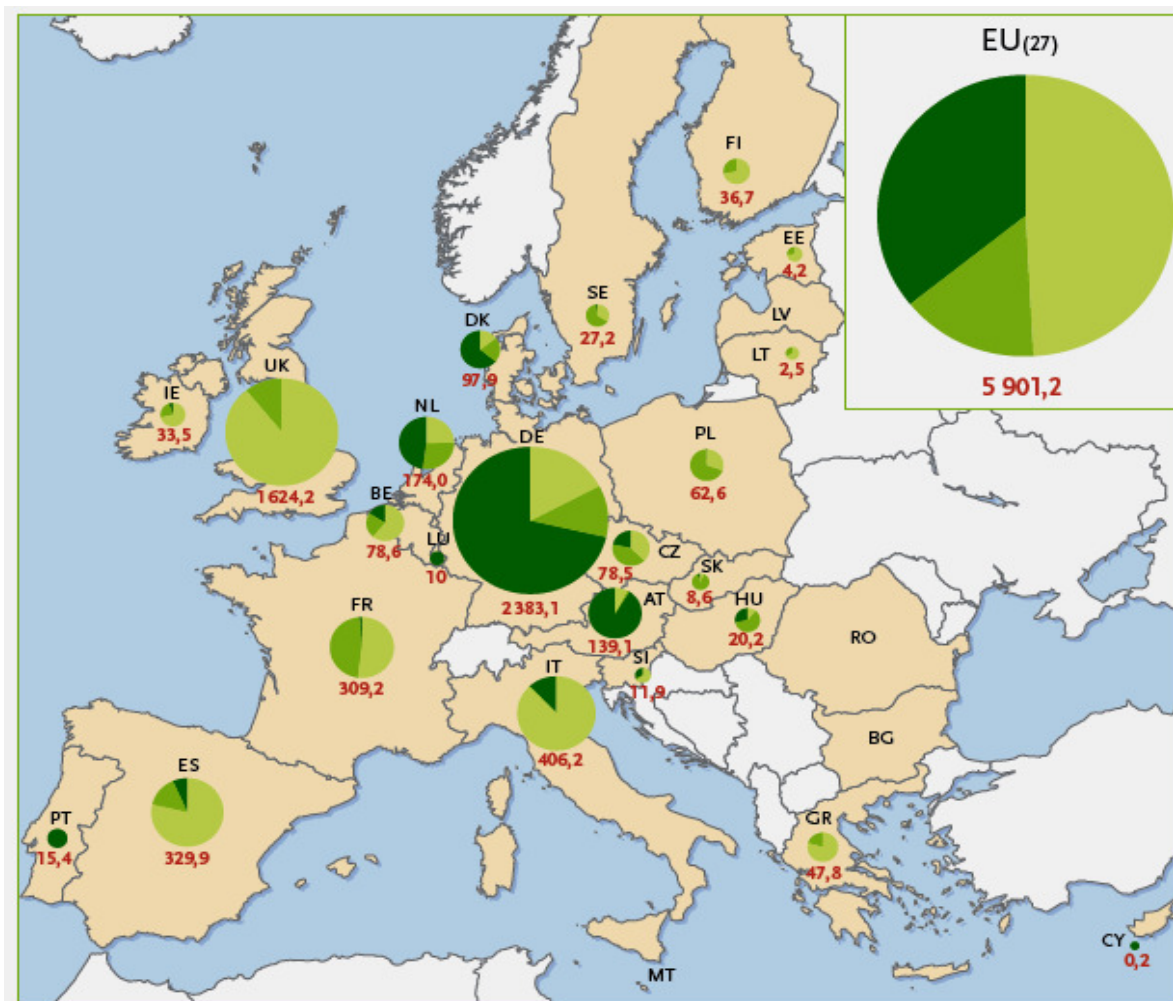 EU(27)
5 901,2
FI
36,7
EE
4,2
SE
27,2
LV
DK
97,9
LT
2,5
UK
1 624,2
IE
33,5
NL
174,0
DE
2 383,1
PL
62,6
BE
78,6
LU
10
CZ
78,5
SK
8,6
AT
139,1
HU
20,2
FR
309,2
RO
IT
406,2
SI
11,9
BG
ES
329,9
PT
15,4
GR
47,8
CY
0,2
MT